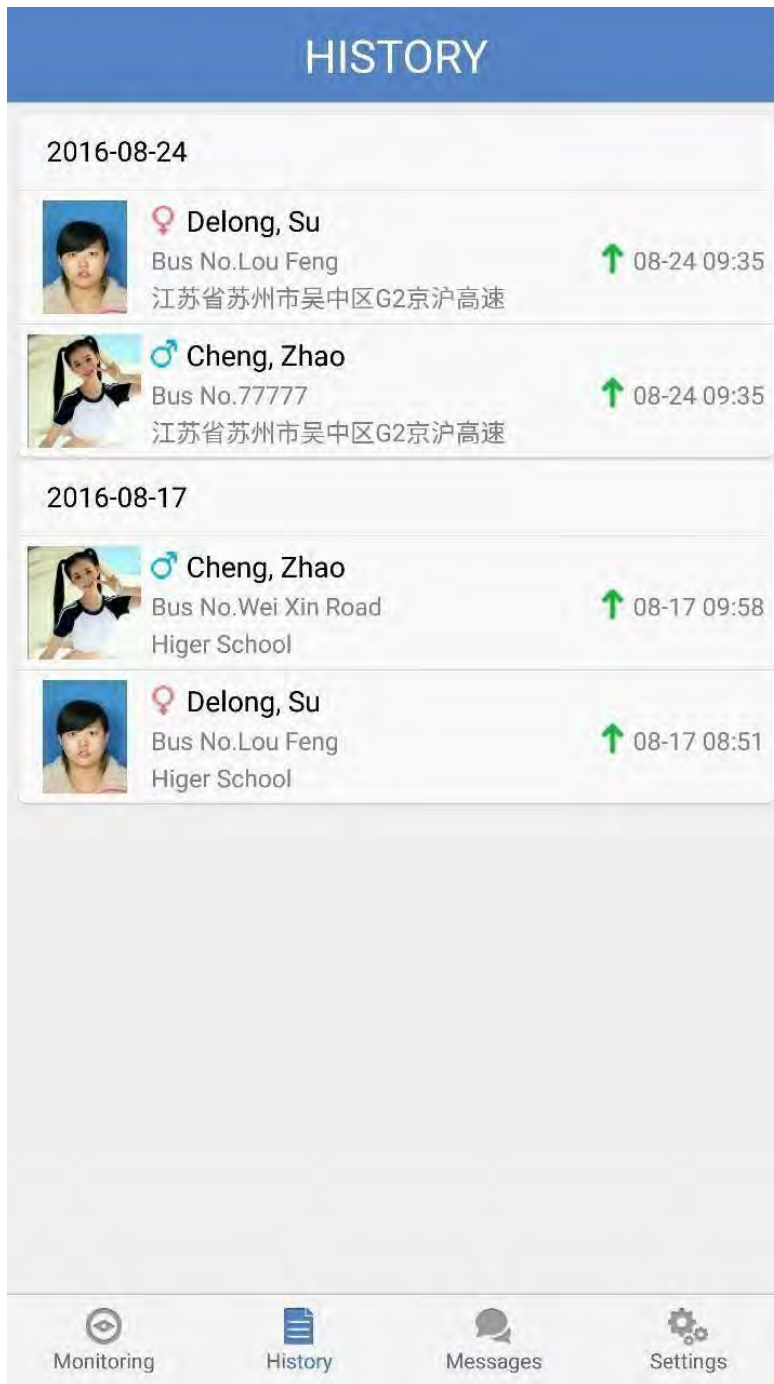 HISTORY
2016-08-24
Delong, Su
Bus No.Lou Feng
08-24 09:35
江苏省苏州市吴中区G2京沪高速
Cheng, Zhao
Bus No.77777
08-24 09:35
江苏省苏州市吴中区G2京沪高速
2016-08-17
Cheng, Zhao
Bus No.Wei Xin Road
08-17 09:58
Higer School
Delong, Su
Bus No.Lou Feng
08-17 08:51
Higer School
Monitoring
History
Messages
Settings